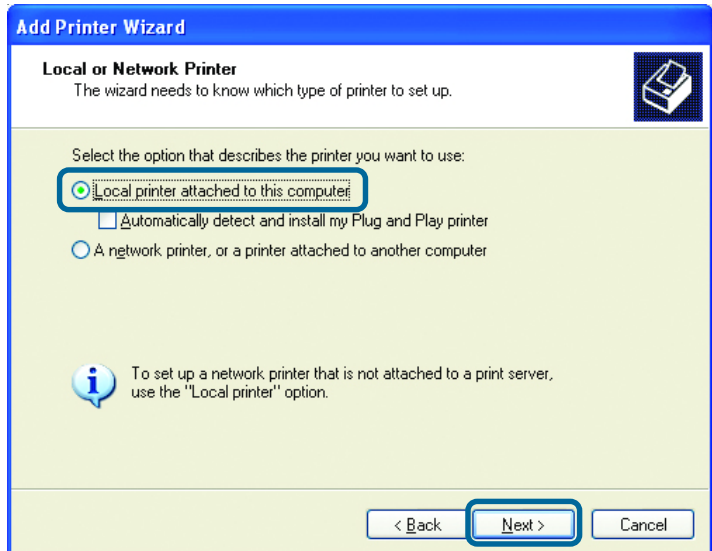 Add Printer Wizard
Local or Network Printer
The wizard needs to know which type of printer to set up.
Select the option that describes the printer you want to use:
Local printer attached to this computer
Automatically detect and install my Plug and Play printer
A network printer, or a printer attached to another computer
To set up a network printer that is not attached to a print server,
use the "Local printer" option.
< Back Next > Cancel